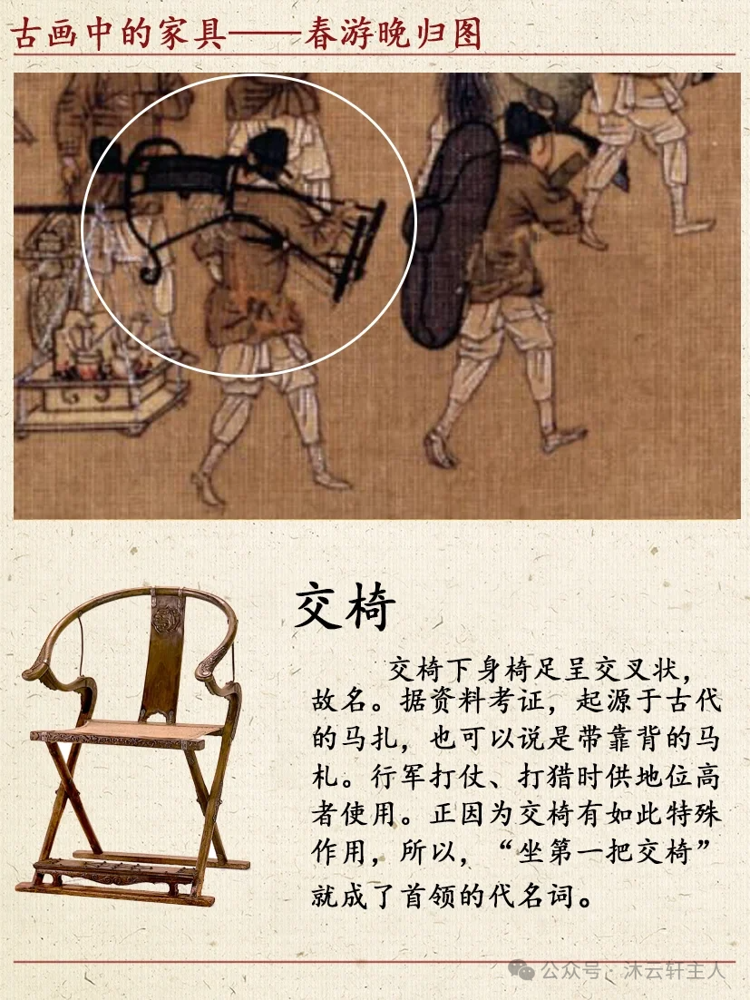 古画中的家具——春游晚归图
交椅
交椅下身椅足呈交叉状，
故名。据资料考证，起源于古代
的马扎，也可以说是带靠背的马
札。行军打仗、打猎时供地位高
者使用。正因为交椅有如此特殊
作用，所以，“坐第一把交椅”
就成了首领的代名词。
公众号·沐云轩主人